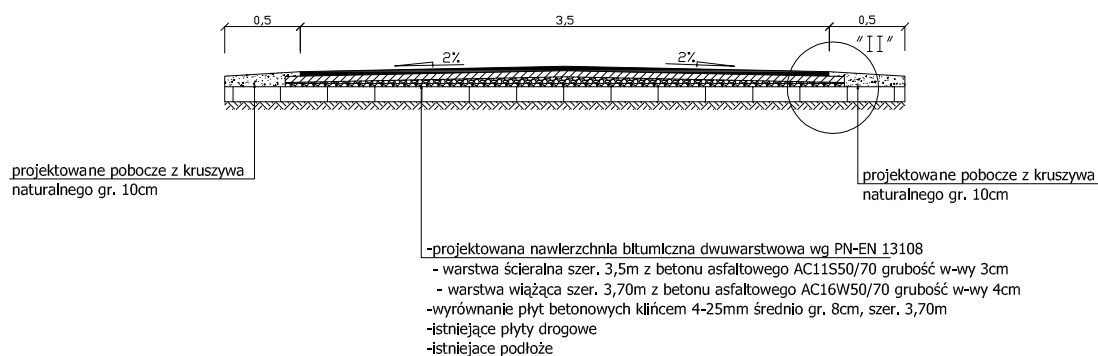 0,5 3,5 0,5
"II"
2% 2%
projektowane pobocze z kruszywa
naturalnego gr. 10cm
projektowane pobocze z kruszywa
naturalnego gr. 10cm
-projektowana nawierzchnia bitumiczna dwuwarstwowa wg PN-EN 13108
- warstwa ścieralna szer. 3,5m z betonu asfaltowego AC11S50/70 grubość w-wy 3cm
- warstwa wiążąca szer. 3,70m z betonu asfaltowego AC16W50/70 grubość w-wy 4cm
-wyrównanie płyt betonowych klińcem 4-25mm średnio gr. 8cm, szer. 3,70m
-istniejące płyty drogowe
-istniejace podłoże